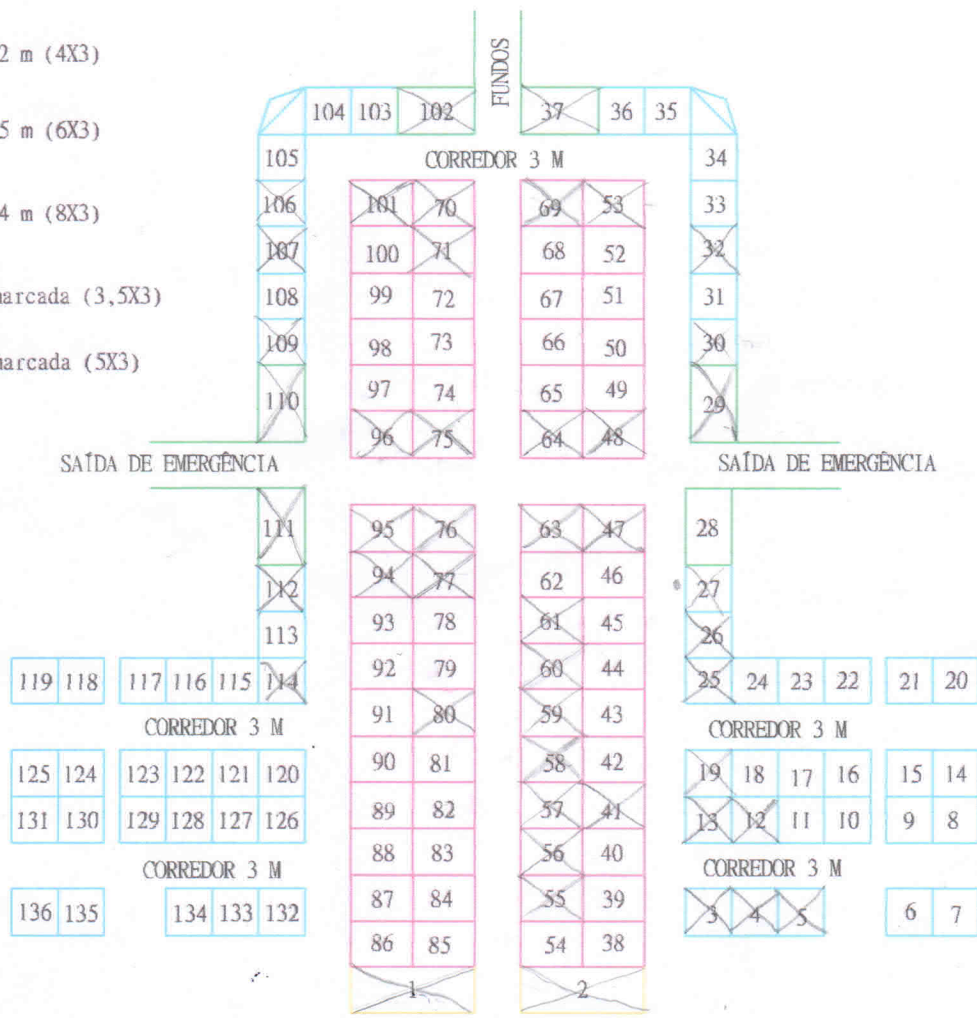 2 m (4X3)
5 m (6X3)
4 m (8X3)
marcada (3,5X3)
marcada (5X3)
FUNDOS
104 103 102 37 36 35
CORREDOR 3 M
105 34
106 101 70 69 53 33
107 100 71 68 52 32
108 99 72 67 51 31
109 98 73 66 50 30
110 97 74 65 49 29
96 75 64 48
SAÍDA DE EMERGÊNCIA SAÍDA DE EMERGÊNCIA
111 95 76 63 47 28
112 94 77 62 46 27
113 93 78 61 45 26
119 118 117 116 115 114 92 79 60 44 25 24 23 22 21 20
CORREDOR 3 M 91 80 59 43 CORREDOR 3 M
125 124 123 122 121 120 90 81 58 42 19 18 17 16 15 14
131 130 129 128 127 126 89 82 57 41 13 12 11 10 9 8
CORREDOR 3 M 88 83 56 40 CORREDOR 3 M
136 135 134 133 132 87 84 55 39 3 4 5 6 7
86 85 54 38
1 2